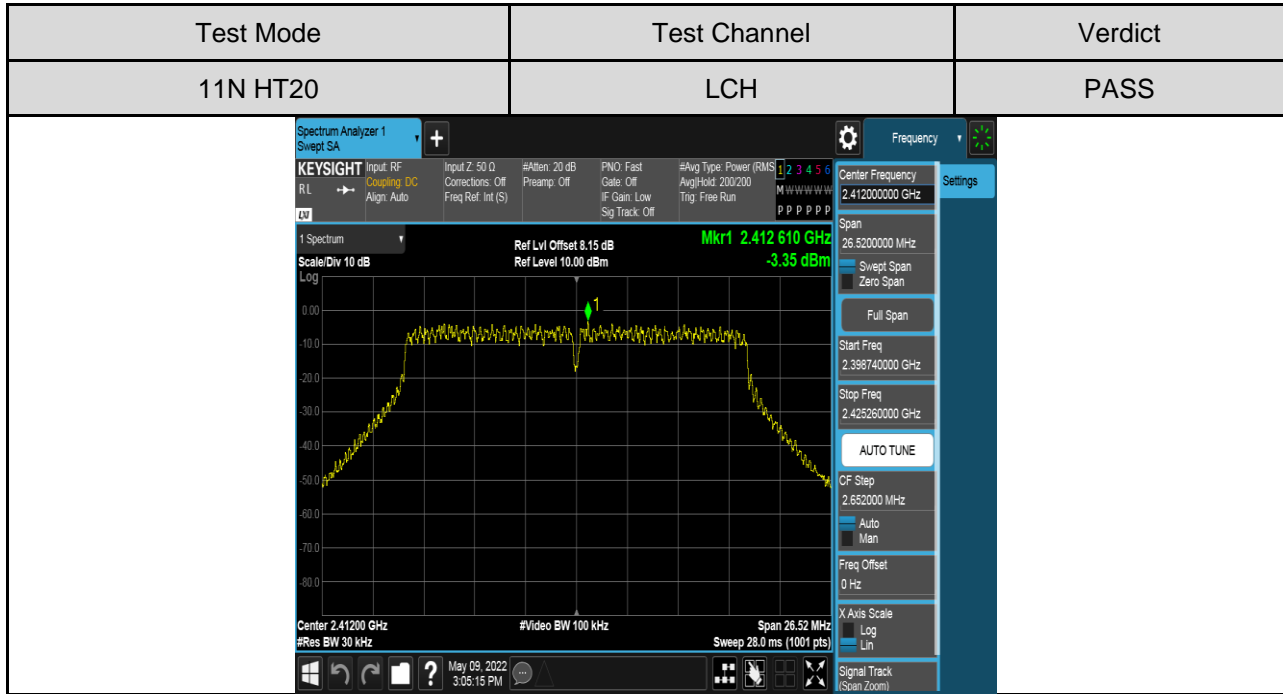 Test Mode
Test Channel
Verdict
11N HT20
LCH
PASS
Spectrum Analyzer 1
Swept SA
+
Frequency
KEYSIGHT
RL
LXI
Input: RF
Coupling: DC
Align: Auto
Input Z: 50 Ω
Corrections: Off
Freq Ref: Int (S)
#Atten: 20 dB
Preamp: Off
PNO: Fast
Gate: Off
IF Gain: Low
Sig Track: Off
#Avg Type: Power (RMS
Avg|Hold: 200/200
Trig: Free Run
1 2 3 4 5 6
M W W W W W
P P P P P P
1 Spectrum
Scale/Div 10 dB
Log
Ref Lvl Offset 8.15 dB
Ref Level 10.00 dBm
Mkr1 2.412 610 GHz
-3.35 dBm
1
0.00
-10.0
-20.0
-30.0
-40.0
-50.0
-60.0
-70.0
-80.0
Center 2.41200 GHz
#Res BW 30 kHz
#Video BW 100 kHz
Span 26.52 MHz
Sweep 28.0 ms (1001 pts)
Center Frequency
2.412000000 GHz
Settings
Span
26.5200000 MHz
Swept Span
Zero Span
Full Span
Start Freq
2.398740000 GHz
Stop Freq
2.425260000 GHz
AUTO TUNE
CF Step
2.652000 MHz
Auto
Man
Freq Offset
0 Hz
X Axis Scale
Log
Lin
Signal Track
(Span Zoom)
?
May 09, 2022
3:05:15 PM